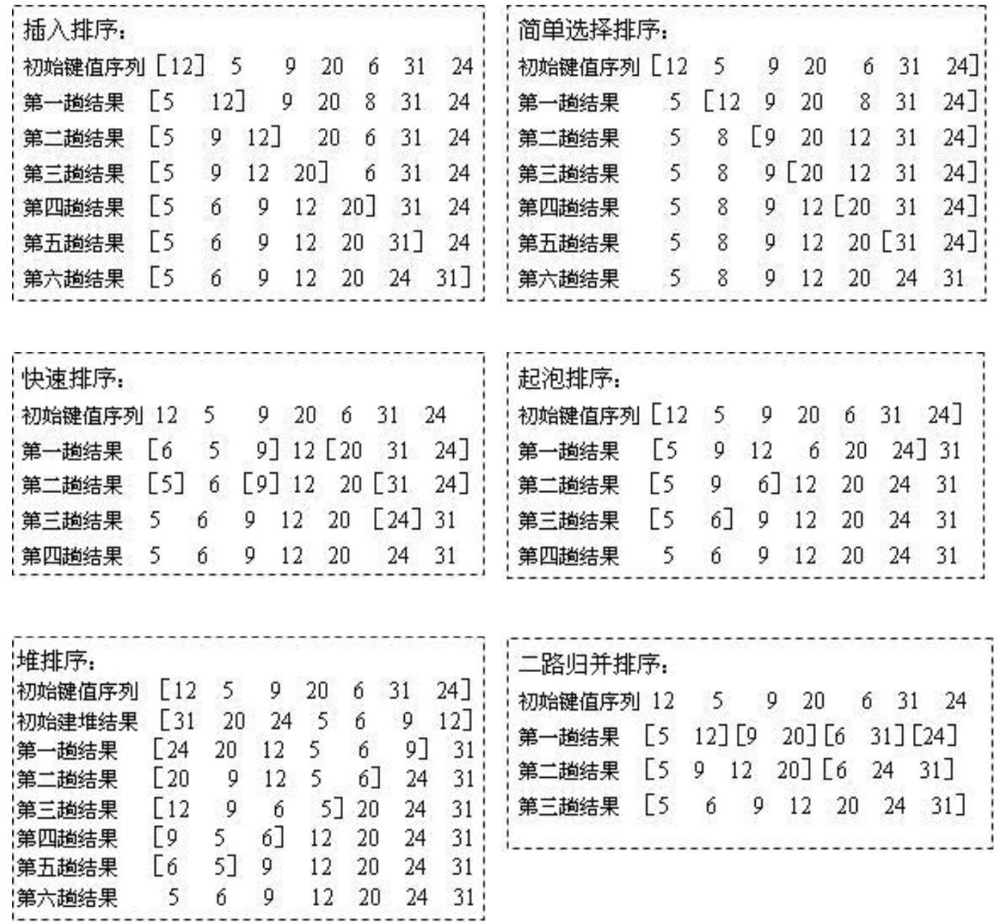 插入排序：
初始键值序列 [12] 5 9 20 6 31 24
第一趟结果 [5 12] 9 20 8 31 24
第二趟结果 [5 9 12] 20 6 31 24
第三趟结果 [5 9 12 20] 6 31 24
第四趟结果 [5 6 9 12 20] 31 24
第五趟结果 [5 6 9 12 20 31] 24
第六趟结果 [5 6 9 12 20 24 31]
简单选择排序：
初始键值序列 [12 5 9 20 6 31 24]
第一趟结果 5 [12 9 20 8 31 24]
第二趟结果 5 8 [9 20 12 31 24]
第三趟结果 5 8 9 [20 12 31 24]
第四趟结果 5 8 9 12 [20 31 24]
第五趟结果 5 8 9 12 20 [31 24]
第六趟结果 5 8 9 12 20 24 31
快速排序：
初始键值序列 12 5 9 20 6 31 24
第一趟结果 [6 5 9] 12 [20 31 24]
第二趟结果 [5] 6 [9] 12 20 [31 24]
第三趟结果 5 6 9 12 20 [24] 31
第四趟结果 5 6 9 12 20 24 31
起泡排序：
初始键值序列 [12 5 9 20 6 31 24]
第一趟结果 [5 9 12 6 20 24] 31
第二趟结果 [5 9 6] 12 20 24 31
第三趟结果 [5 6] 9 12 20 24 31
第四趟结果 5 6 9 12 20 24 31
堆排序：
初始键值序列 [12 5 9 20 6 31 24]
初始建堆结果 [31 20 24 5 6 9 12]
第一趟结果 [24 20 12 5 6 9] 31
第二趟结果 [20 9 12 5 6] 24 31
第三趟结果 [12 9 6 5] 20 24 31
第四趟结果 [9 5 6] 12 20 24 31
第五趟结果 [6 5] 9 12 20 24 31
第六趟结果 5 6 9 12 20 24 31
二路归并排序：
初始键值序列 12 5 9 20 6 31 24
第一趟结果 [5 12] [9 20] [6 31] [24]
第二趟结果 [5 9 12 20] [6 24 31]
第三趟结果 [5 6 9 12 20 24 31]